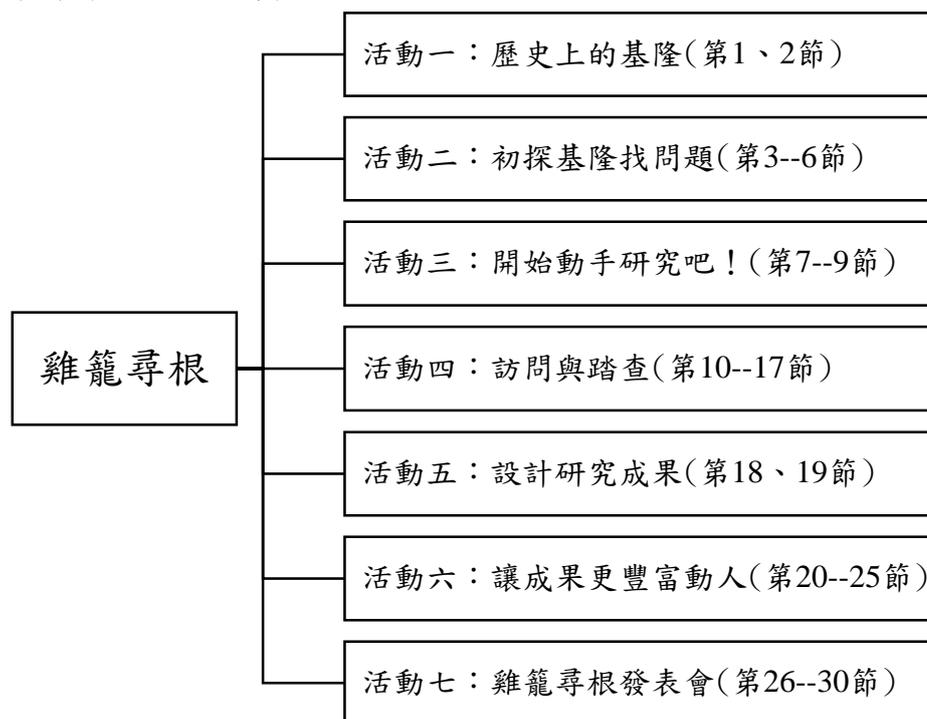 活動一：歷史上的基隆(第1、2節)
活動二：初探基隆找問題(第3--6節)
活動三：開始動手研究吧！(第7--9節)
雞籠尋根
活動四：訪問與踏查(第10--17節)
活動五：設計研究成果(第18、19節)
活動六：讓成果更豐富動人(第20--25節)
活動七：雞籠尋根發表會(第26--30節)